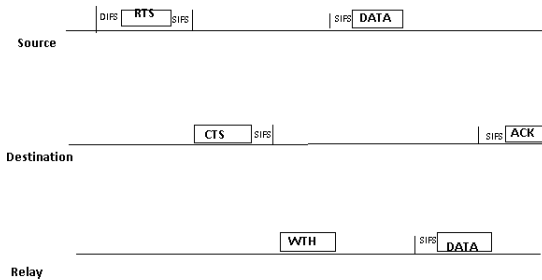 DIFS RTS SIFS SIFS DATA
Source
CTS SIFS SIFS ACK
Destination
WTH SIFS DATA
Relay